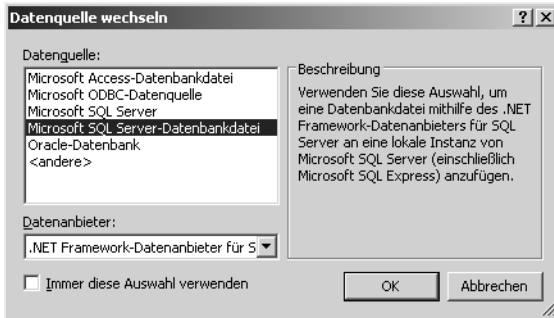 Datenquelle wechseln
Datenquelle:
Microsoft Access-Datenbankdatei
Microsoft ODBC-Datenquelle
Microsoft SQL Server
Microsoft SQL Server-Datenbankdatei
Oracle-Datenbank
<andere>
Beschreibung
Verwenden Sie diese Auswahl, um
eine Datenbankdatei mithilfe des .NET
Framework-Datenanbieters für SQL
Server an eine lokale Instanz von
Microsoft SQL Server (einschließlich
Microsoft SQL Express) anzufügen.
Datenanbieter:
.NET Framework-Datenanbieter für S
Immer diese Auswahl verwenden
OK
Abbrechen